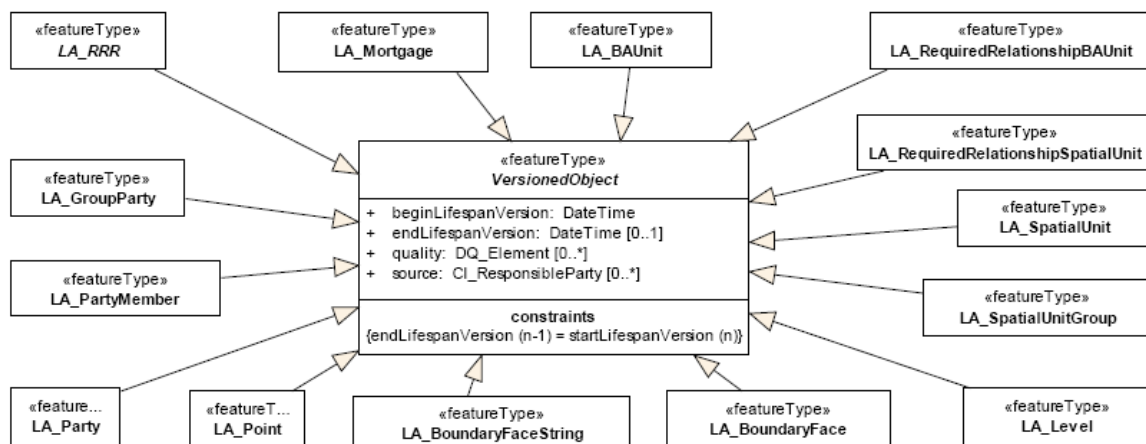 «featureType»
LA_RRR
«featureType»
LA_Mortgage
«featureType»
LA_BAUnit
«featureType»
LA_RequiredRelationshipBAUnit
«featureType»
VersionedObject
+ beginLifespanVersion: DateTime
+ endLifespanVersion: DateTime [0..1]
+ quality: DQ_Element [0..*]
+ source: CI_ResponsibleParty [0..*]
constraints
{endLifespanVersion (n-1) = startLifespanVersion (n)}
«featureType»
LA_RequiredRelationshipSpatialUnit
«featureType»
LA_GroupParty
«featureType»
LA_SpatialUnit
«featureType»
LA_PartyMember
«featureType»
LA_SpatialUnitGroup
«feature...
LA_Party
«featureT...
LA_Point
«featureType»
LA_BoundaryFaceString
«featureType»
LA_BoundaryFace
«featureType»
LA_Level